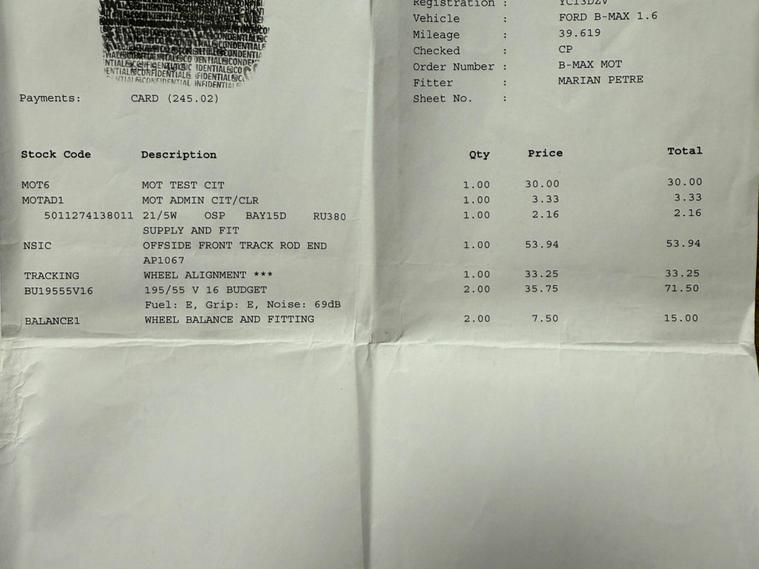 Registration :
Vehicle : FORD B-MAX 1.6
Mileage : 39.619
Checked : CP
Order Number : B-MAX MOT
Fitter : MARIAN PETRE
Sheet No. :
Payments: CARD (245.02)
Stock Code Description Qty Price Total
MOT6 MOT TEST CIT 1.00 30.00 30.00
MOTAD1 MOT ADMIN CIT/CLR 1.00 3.33 3.33
5011274138011 21/5W OSP BAY15D RU380 1.00 2.16 2.16
SUPPLY AND FIT
NSIC OFFSIDE FRONT TRACK ROD END 1.00 53.94 53.94
AP1067
TRACKING WHEEL ALIGNMENT *** 1.00 33.25 33.25
BU19555V16 195/55 V 16 BUDGET 2.00 35.75 71.50
Fuel: E, Grip: E, Noise: 69dB
BALANCE1 WHEEL BALANCE AND FITTING 2.00 7.50 15.00